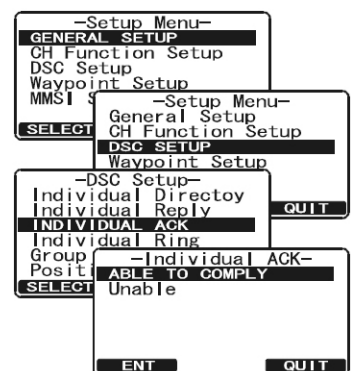 —Setup Menu—
GENERAL SETUP
CH Function Setup
DSC Setup
Waypoint Setup
MMSI S
SELECT
—Setup Menu—
General Setup
CH Function Setup
DSC SETUP
Waypoint Setup
QUIT
—DSC Setup—
Individual Directoy
Individual Reply
INDIVIDUAL ACK
Individual Ring
Group
Positi
SELECT
—Individual ACK—
ABLE TO COMPLY
Unable
ENT QUIT